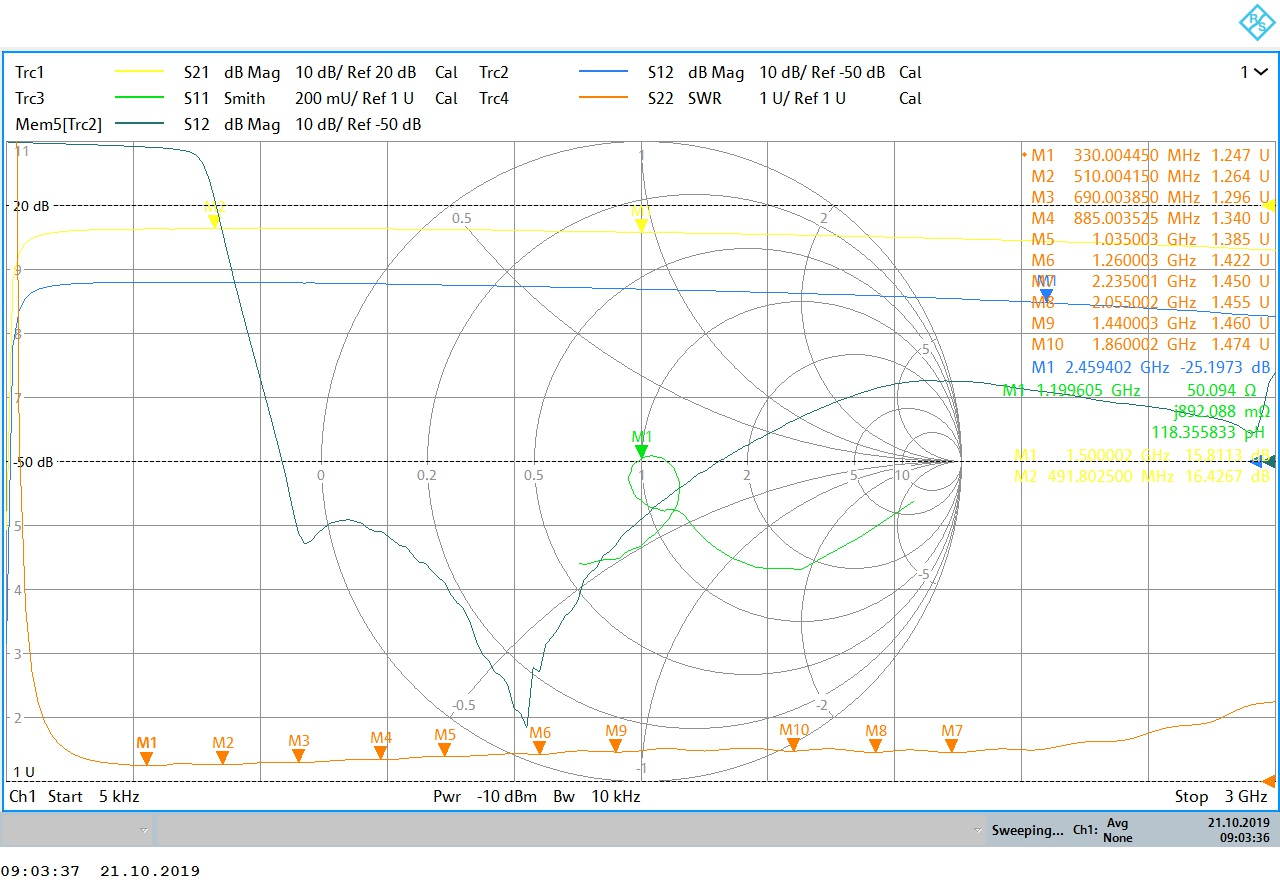 R S
Trc1 S21 dB Mag 10 dB/ Ref 20 dB Cal Trc2 S12 dB Mag 10 dB/ Ref -50 dB Cal 1
Trc3 S11 Smith 200 mU/ Ref 1 U Cal Trc4 S22 SWR 1 U/ Ref 1 U Cal
Mem5[Trc2] S12 dB Mag 10 dB/ Ref -50 dB
11
1
M1 330.004450 MHz 1.247 U
M2 510.004150 MHz 1.264 U
M3 690.003850 MHz 1.296 U
20 dB
M2
M1
0.5
2
M4 885.003525 MHz 1.340 U
M5 1.035003 GHz 1.385 U
M6 1.260003 GHz 1.422 U
9
M7 2.235001 GHz 1.450 U
M1
M8 2.055002 GHz 1.455 U
M9 1.440003 GHz 1.460 U
8
M10 1.860002 GHz 1.474 U
5
M1 2.459402 GHz -25.1973 dB
M1 1.199605 GHz 50.094 Ω
7
j892.088 mΩ
118.355833 pH
M1
M1 1.500002 GHz 15.8113 dB
-50 dB
0 0.2 0.5 1 2 5 10
M2 491.802500 MHz 16.4267 dB
5
-5
4
3
-0.5
-2
2
M1 M2 M3 M4 M5 M6 M9 M10 M8 M7
-1
1 U
Ch1 Start 5 kHz Pwr -10 dBm Bw 10 kHz Stop 3 GHz
Sweeping... Ch1: Avg None 21.10.2019 09:03:36
09:03:37 21.10.2019